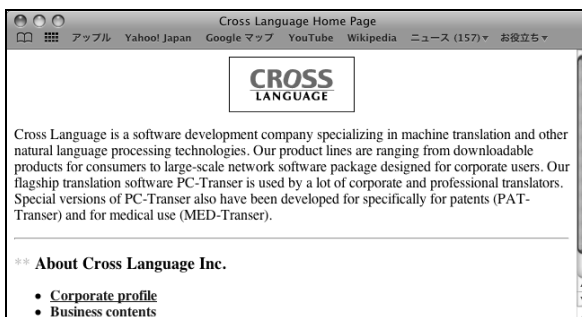 Cross Language Home Page
アップル Yahoo! Japan Google マップ YouTube Wikipedia ニュース (157)▾ お役立ち▾
CROSS
LANGUAGE
Cross Language is a software development company specializing in machine translation and other
natural language processing technologies. Our product lines are ranging from downloadable
products for consumers to large-scale network software package designed for corporate users. Our
flagship translation software PC-Transer is used by a lot of corporate and professional translators.
Special versions of PC-Transer also have been developed for specifically for patents (PAT-
Transer) and for medical use (MED-Transer).
** About Cross Language Inc.
• Corporate profile
• Business contents